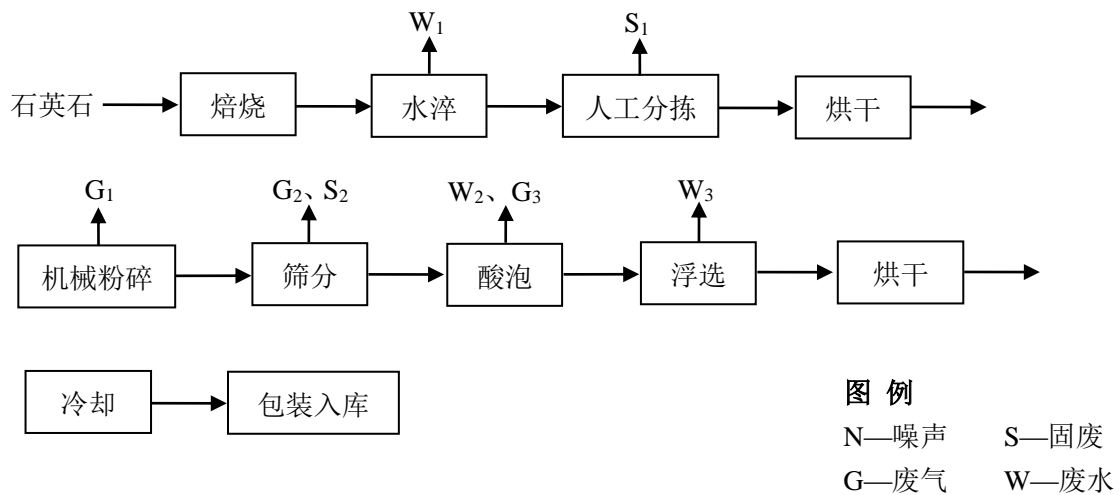 W₁ S₁
石英石 焙烧 水淬 人工分拣 烘干
G₁ G₂、S₂ W₂、G₃ W₃
机械粉碎 筛分 酸泡 浮选 烘干
冷却 包装入库
图 例
N—噪声 S—固废
G—废气 W—废水